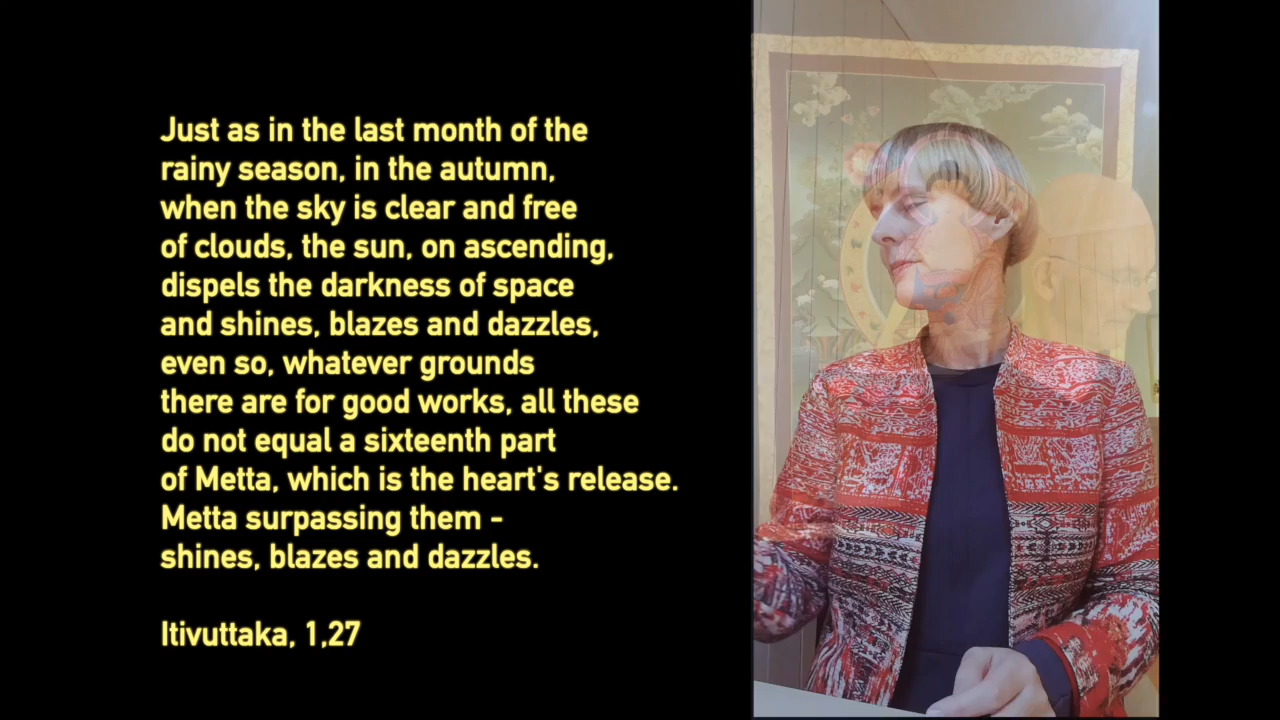 Just as in the last month of the
rainy season, in the autumn,
when the sky is clear and free
of clouds, the sun, on ascending,
dispels the darkness of space
and shines, blazes and dazzles,
even so, whatever grounds
there are for good works, all these
do not equal a sixteenth part
of Metta, which is the heart's release.
Metta surpassing them -
shines, blazes and dazzles.
Itivuttaka, 1,27